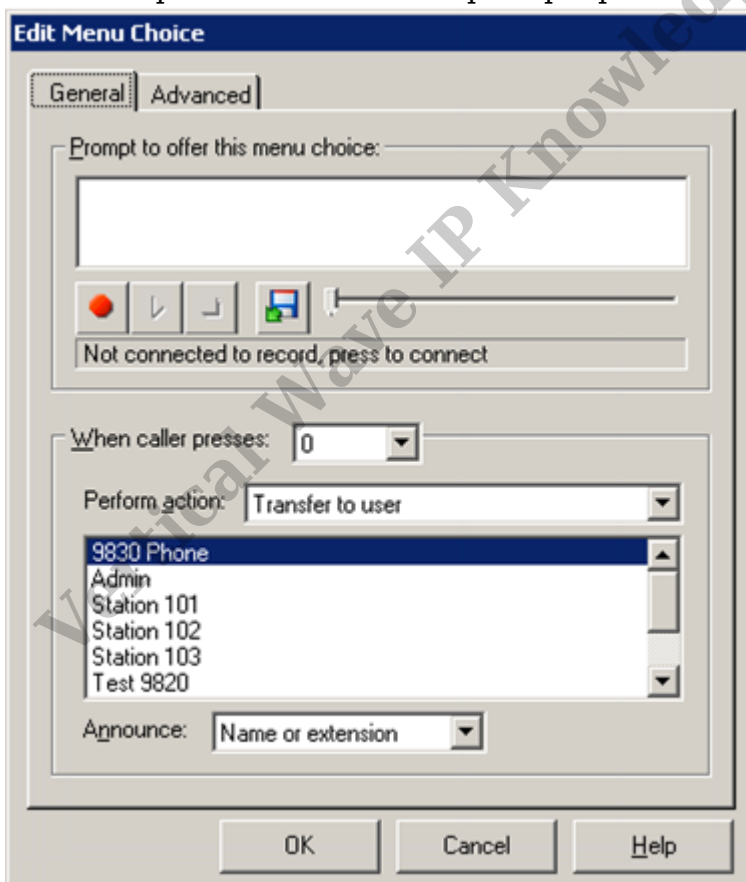 Edit Menu Choice
General
Advanced
Prompt to offer this menu choice:
Not connected to record, press to connect
When caller presses:
0
Perform action:
Transfer to user
9830 Phone
Admin
Station 101
Station 102
Station 103
Test 9820
Announce:
Name or extension
OK
Cancel
Help
Vertical Wave IP